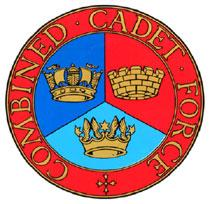 COMBINED · CADET · FORCE